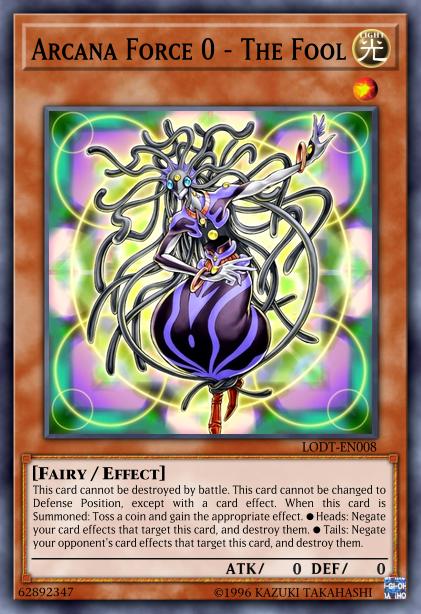 ARCANA FORCE 0 - THE FOOL
LIGHT
光
LODT-EN008
[FAIRY / EFFECT]
This card cannot be destroyed by battle. This card cannot be changed to
Defense Position, except with a card effect. When this card is
Summoned: Toss a coin and gain the appropriate effect. ● Heads: Negate
your card effects that target this card, and destroy them. ● Tails: Negate
your opponent's card effects that target this card, and destroy them.
ATK/ 0 DEF/ 0
62892347 ©1996 KAZUKI TAKAHASHI